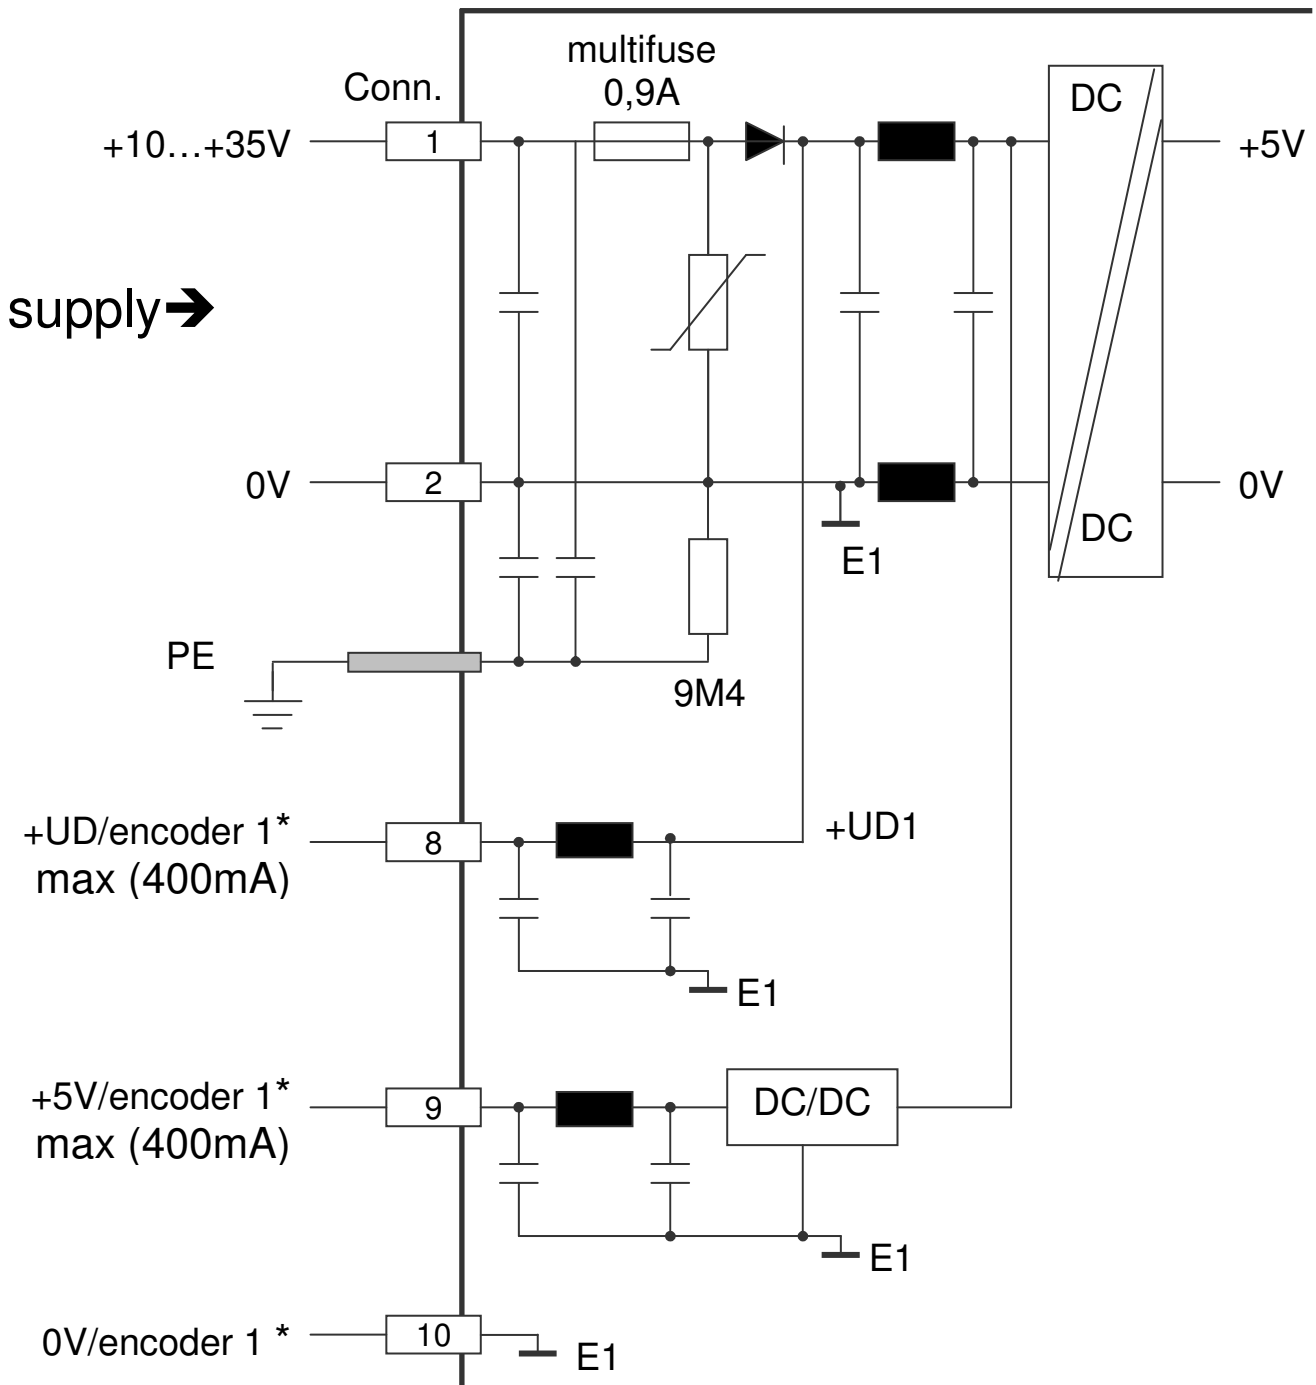 multifuse
0,9A
Conn.
DC
+10...+35V
1
+5V
supply➔
0V
2
0V
DC
E1
PE
9M4
+UD/encoder 1*
max (400mA)
8
+UD1
E1
+5V/encoder 1*
max (400mA)
9
DC/DC
E1
0V/encoder 1 *
10
E1